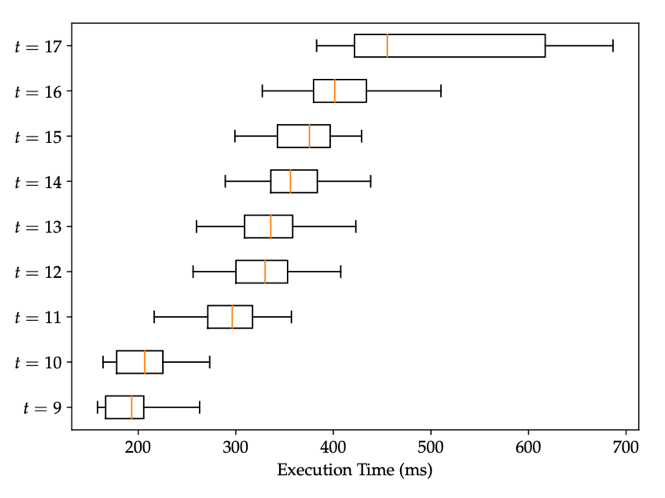 t = 17
t = 16
t = 15
t = 14
t = 13
t = 12
t = 11
t = 10
t = 9
200 300 400 500 600 700
Execution Time (ms)